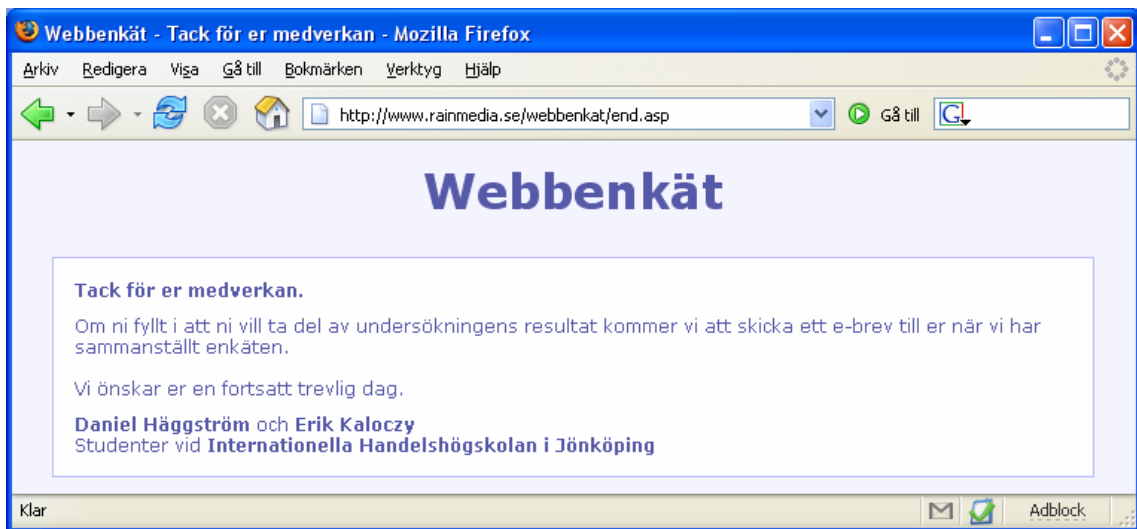 Webbenkät - Tack för er medverkan - Mozilla Firefox
Arkiv Redigera Visa Gå till Bokmärken Verktyg Hjälp
http://www.rainmedia.se/webbenkat/end.asp Gå till G
Webbenkät
Tack för er medverkan.
Om ni fyllt i att ni vill ta del av undersökningens resultat kommer vi att skicka ett e-brev till er när vi har
sammanställt enkäten.
Vi önskar er en fortsatt trevlig dag.
Daniel Häggström och Erik Kaloczy
Studenter vid Internationella Handelshögskolan i Jönköping
Klar Adblock